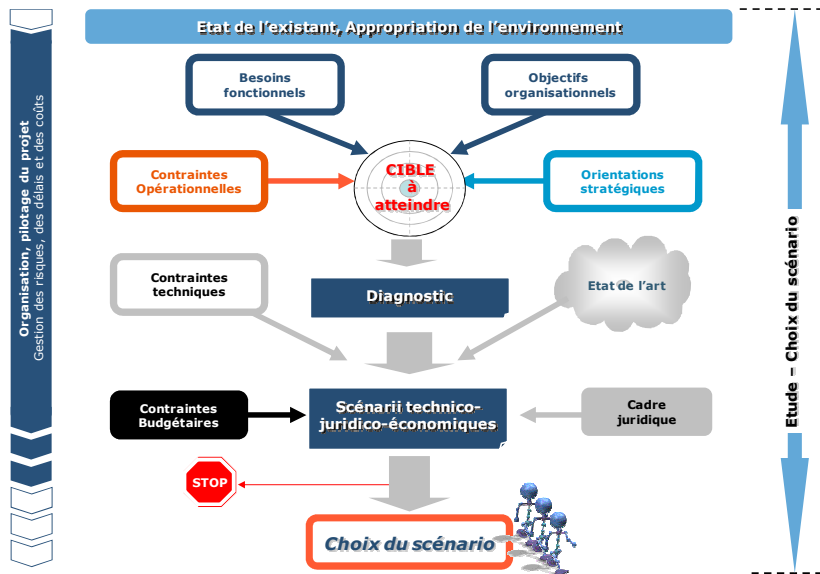 Etat de l’existant, Appropriation de l’environnement
Organisation, pilotage du projet
Gestion des risques, des délais et des coûts
Besoins
fonctionnels
Objectifs
organisationnels
Contraintes
Opérationnelles
CIBLE
à
atteindre
Orientations
stratégiques
Contraintes
techniques
Diagnostic
Etat de l’art
Contraintes
Budgétaires
Scénarii technico-
juridico-économiques
Cadre
juridique
STOP
Choix du scénario
Etude – Choix du scénario